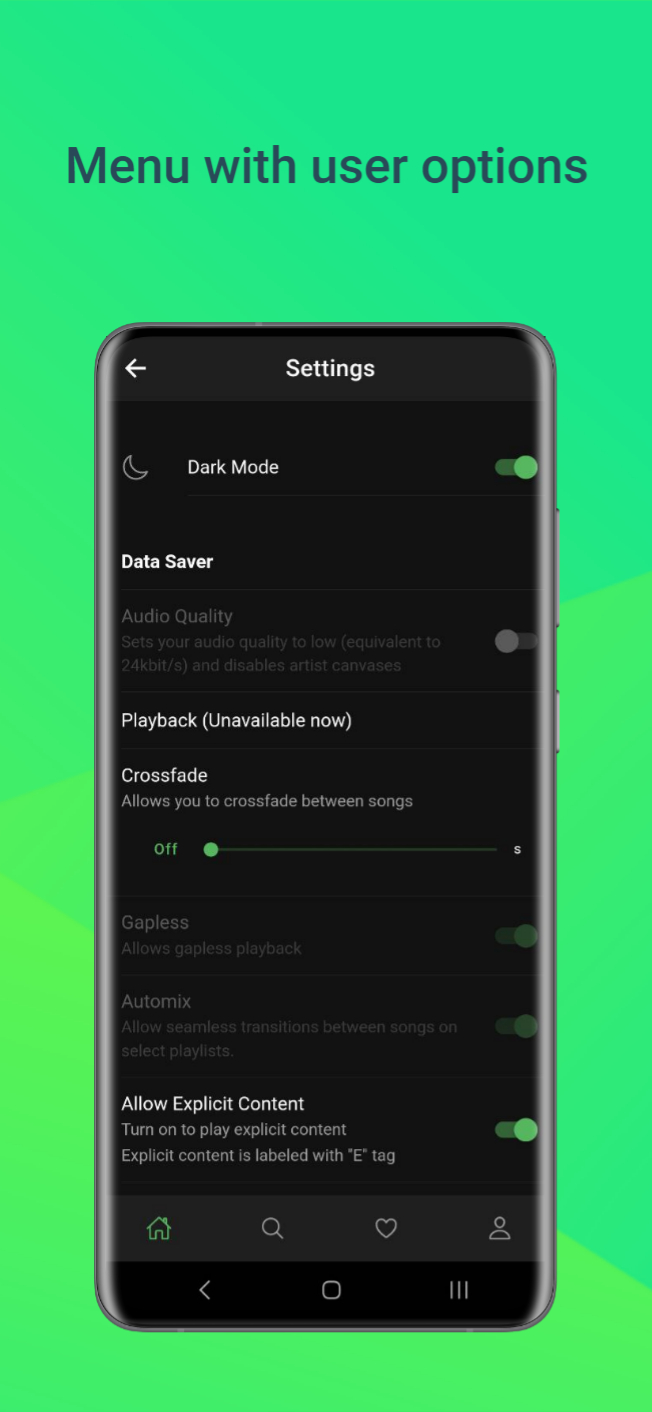 Menu with user options
Settings
Dark Mode
Data Saver
Audio Quality
Sets your audio quality to low (equivalent to
24kbit/s) and disables artist canvases
Playback (Unavailable now)
Crossfade
Allows you to crossfade between songs
Off s
Gapless
Allows gapless playback
Automix
Allow seamless transitions between songs on
select playlists.
Allow Explicit Content
Turn on to play explicit content
Explicit content is labeled with "E" tag